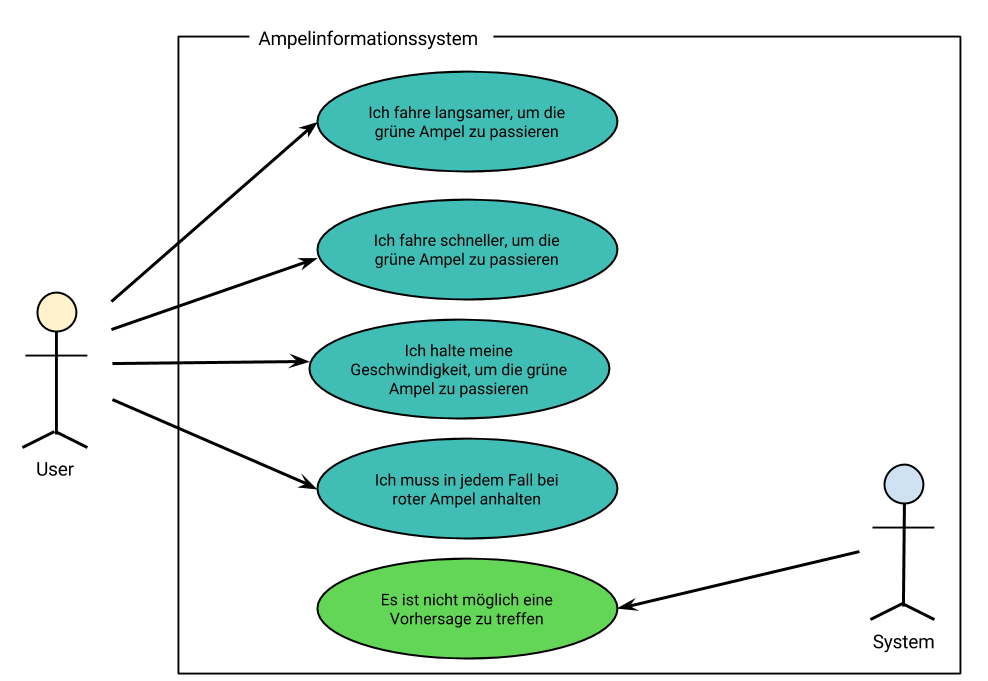 Ampelinformationssystem
Ich fahre langsamer, um die
grüne Ampel zu passieren
Ich fahre schneller, um die
grüne Ampel zu passieren
Ich halte meine
Geschwindigkeit, um die grüne
Ampel zu passieren
User
Ich muss in jedem Fall bei
roter Ampel anhalten
Es ist nicht möglich eine
Vorhersage zu treffen
System